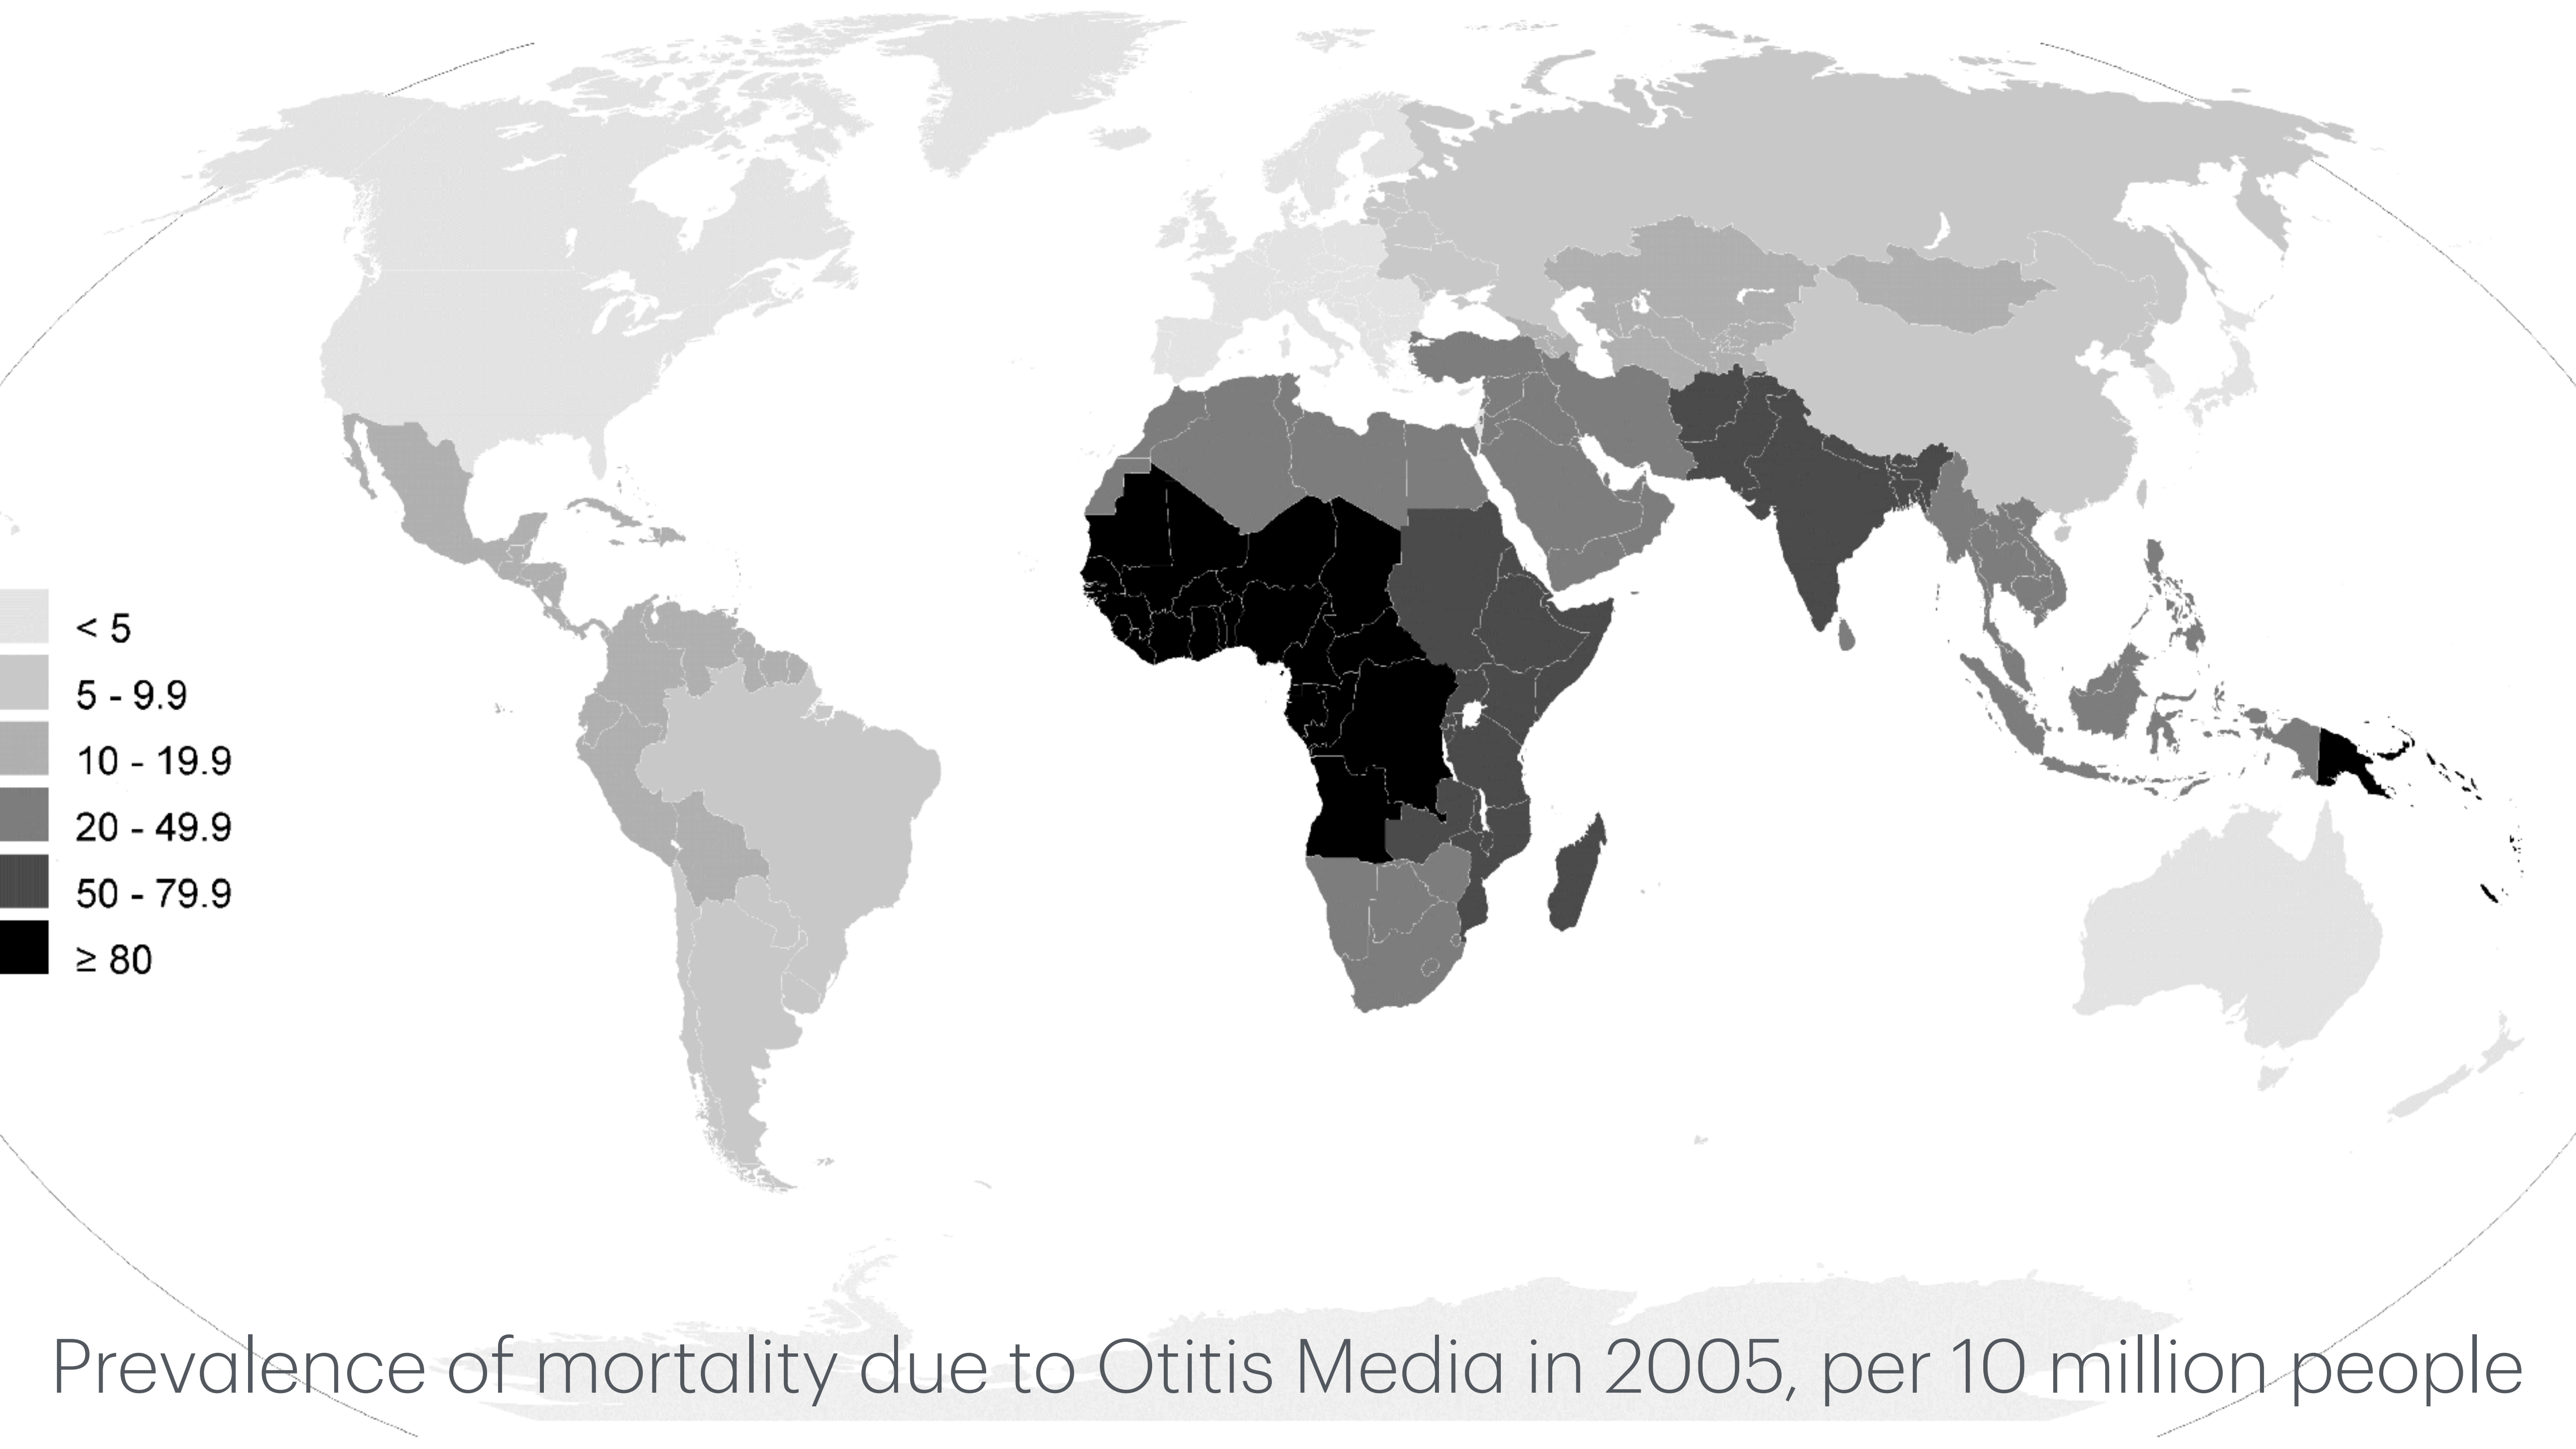 < 5
5 - 9.9
10 - 19.9
20 - 49.9
50 - 79.9
≥ 80
Prevalence of mortality due to Otitis Media in 2005, per 10 million people